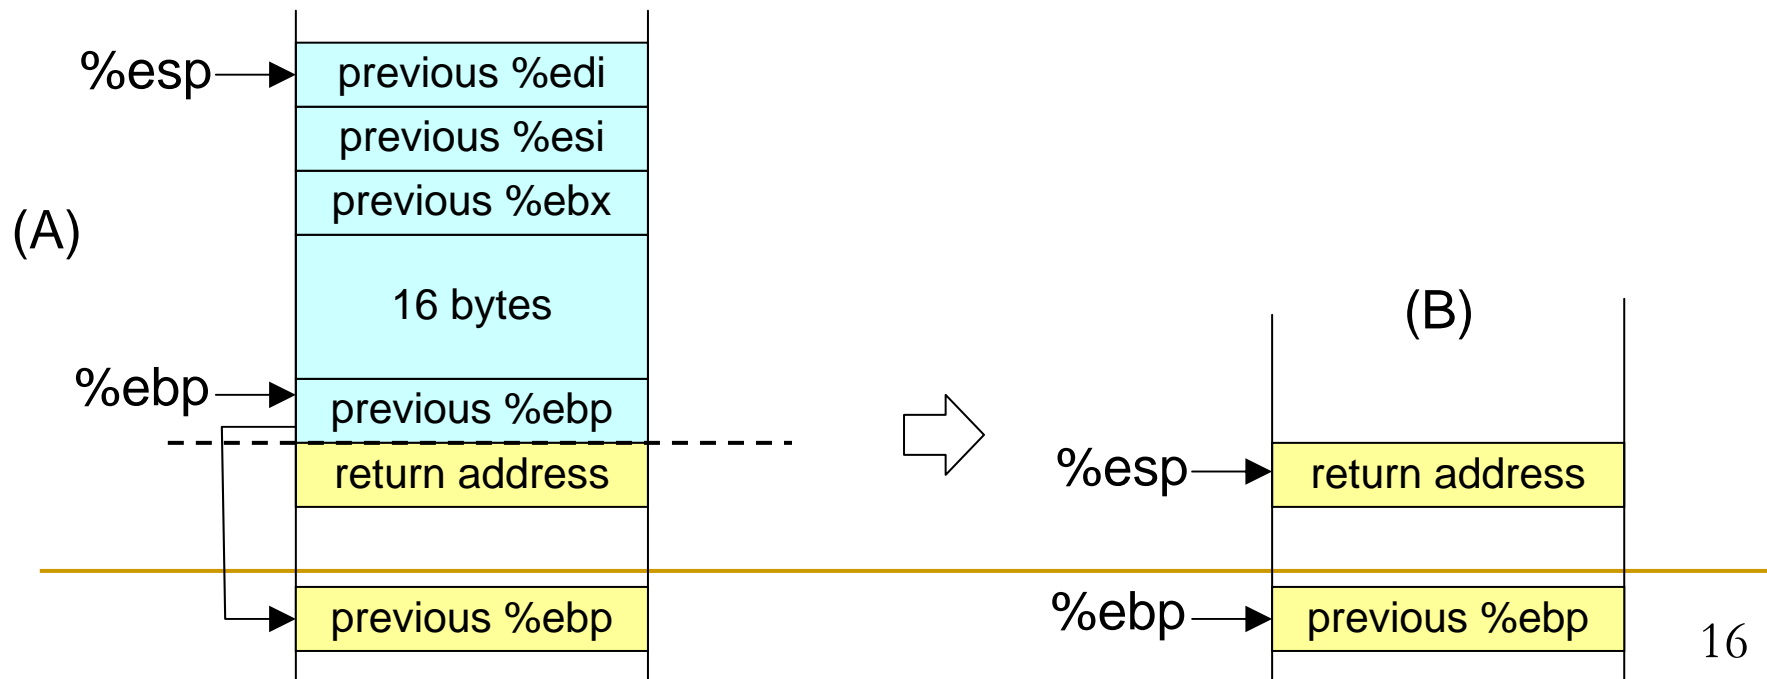 %esp
previous %edi
previous %esi
previous %ebx
(A)
16 bytes
%ebp
previous %ebp
return address
previous %ebp
(B)
%esp
return address
%ebp
previous %ebp
16